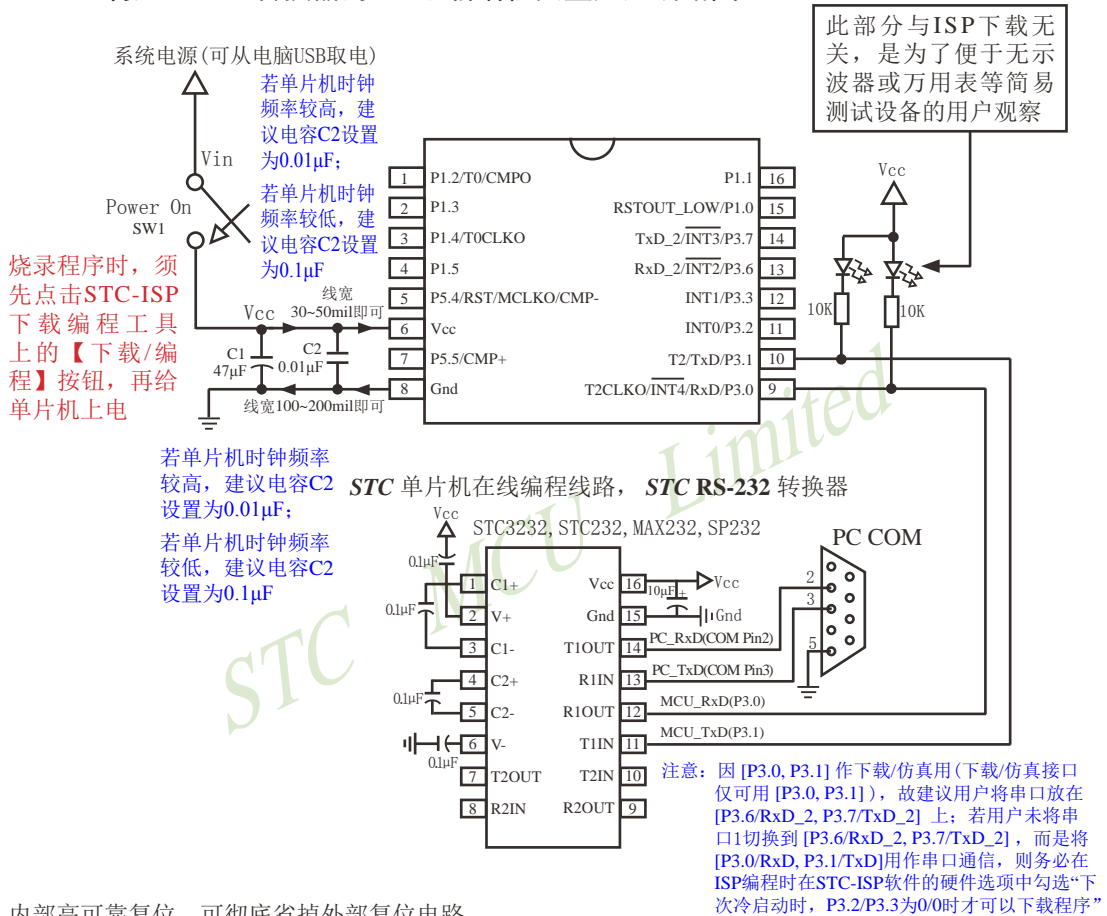 此部分与ISP下载无
关，是为了便于无示
波器或万用表等简易
测试设备的用户观察
系统电源(可从电脑USB取电)
若单片机时钟
频率较高，建
议电容C2设置
为0.01μF；
若单片机时钟
频率较低，建
议电容C2设置
为0.1μF
Vin
Power On
SW1
烧录程序时，须
先点击STC-ISP
下载编程工具
上的【下载/编
程】按钮，再给
单片机上电
Vcc
线宽
30~50mil即可
C1
47μF
C2
0.01μF
线宽100~200mil即可
1 P1.2/T0/CMPO
2 P1.3
3 P1.4/T0CLKO
4 P1.5
5 P5.4/RST/MCLKO/CMP-
6 Vcc
7 P5.5/CMP+
8 Gnd
P1.1 16
RSTOUT_LOW/P1.0 15
TxD_2/INT3/P3.7 14
RxD_2/INT2/P3.6 13
INT1/P3.3 12
INT0/P3.2 11
T2/TxD/P3.1 10
T2CLKO/INT4/RxD/P3.0 9
Vcc
10K
10K
若单片机时钟频率
较高，建议电容C2
设置为0.01μF；
若单片机时钟频率
较低，建议电容C2
设置为0.1μF
STC 单片机在线编程线路， STC RS-232 转换器
STC3232,STC232,MAX232,SP232
Vcc
0.1μF
0.1μF
0.1μF
0.1μF
1 C1+
2 V+
3 C1-
4 C2+
5 C2-
6 V-
7 T2OUT
8 R2IN
Vcc 16
Gnd 15
T1OUT 14
R1IN 13
R1OUT 12
T1IN 11
T2IN 10
R2OUT 9
10μF
+
Vcc
Gnd
PC_RxD(COM Pin2)
PC_TxD(COM Pin3)
MCU_RxD(P3.0)
MCU_TxD(P3.1)
PC COM
2
3
5
STC MCU Limited
注意：因 [P3.0, P3.1] 作下载/仿真用(下载/仿真接口
仅可用 [P3.0, P3.1] )，故建议用户将串口放在
[P3.6/RxD_2, P3.7/TxD_2] 上；若用户未将串
口1切换到 [P3.6/RxD_2, P3.7/TxD_2] ，而是将
[P3.0/RxD, P3.1/TxD]用作串口通信，则务必在
ISP编程时在STC-ISP软件的硬件选项中勾选“下
次冷启动时，P3.2/P3.3为0/0时才可以下载程序”
内部高可靠复位，可彻底省掉外部复位电路